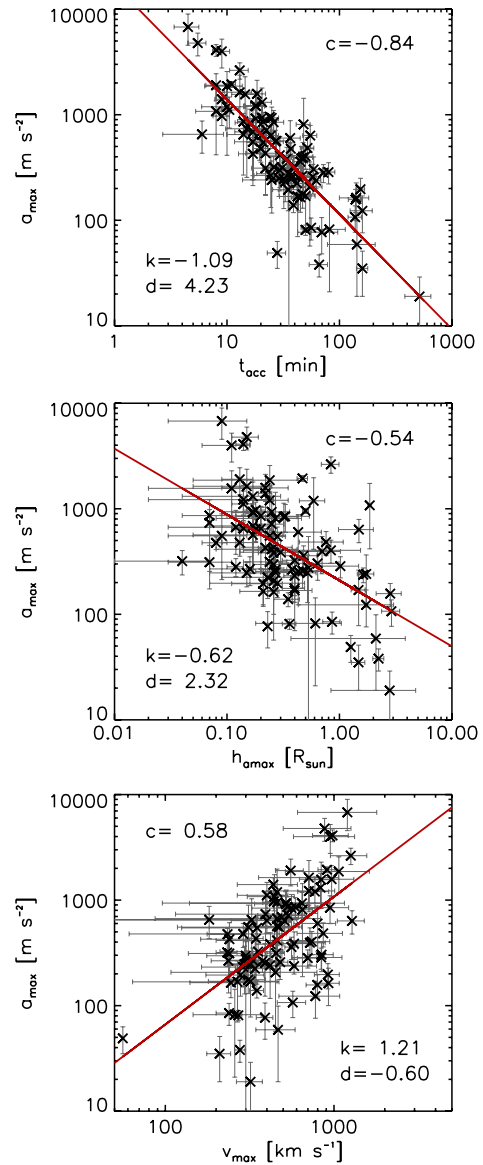 10000
c=−0.84
1000
a_max [m s⁻²]
100
k=−1.09
d= 4.23
10
1 10 100 1000
t_acc [min]
10000
c=−0.54
1000
a_max [m s⁻²]
100
k=−0.62
d= 2.32
10
0.01 0.10 1.00 10.00
h_amax [R_sun]
10000
c= 0.58
1000
a_max [m s⁻²]
100
k= 1.21
d=−0.60
10
100 1000
v_max [km s⁻¹]